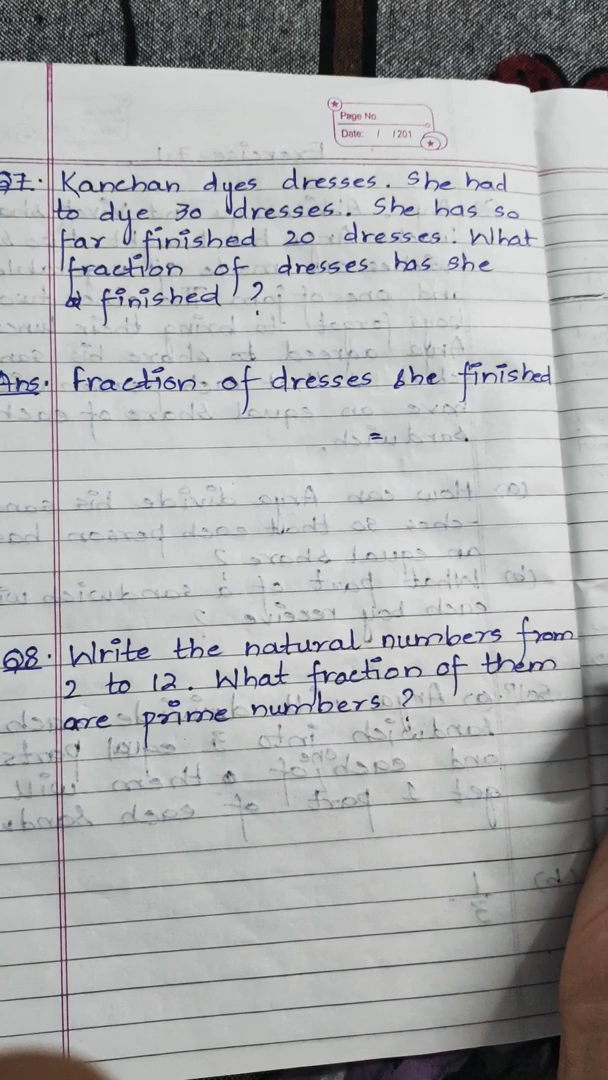 Page No.
Date: / /201
Q7. Kanchan dyes dresses. She had
to dye 30 dresses. She has so
far finished 20 dresses. What
fraction of dresses has she
finished ?
Ans. fraction of dresses she finished
=
Q8. Write the natural numbers from
2 to 12. What fraction of them
are prime numbers ?